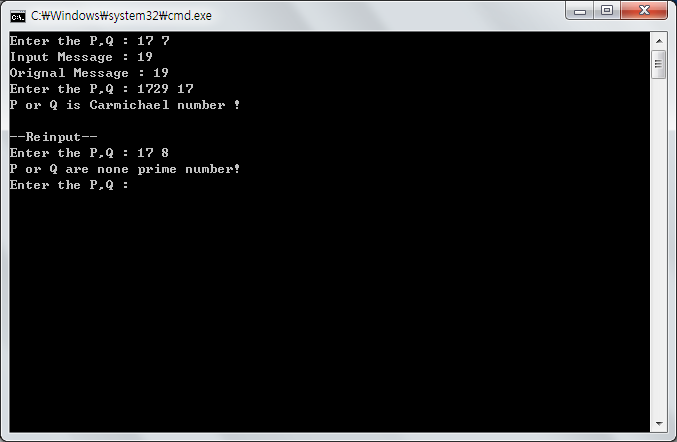 C:₩Windows₩system32₩cmd.exe
Enter the P,Q : 17 7
Input Message : 19
Orignal Message : 19
Enter the P,Q : 1729 17
P or Q is Carmichael number !
--Reinput--
Enter the P,Q : 17 8
P or Q are none prime number!
Enter the P,Q :